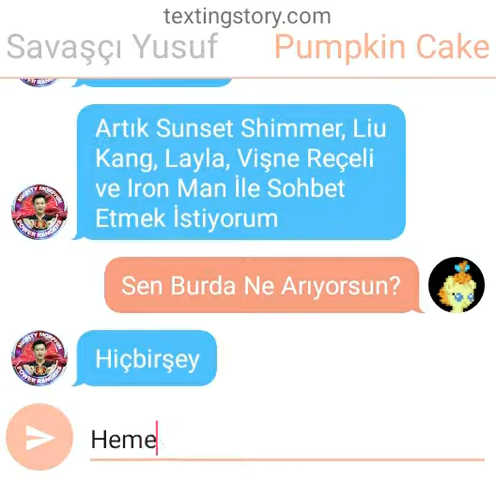 textingstory.com
Savaşçı Yusuf Pumpkin Cake
Artık Sunset Shimmer, Liu
Kang, Layla, Vişne Reçeli
ve Iron Man İle Sohbet
Etmek İstiyorum
Sen Burda Ne Arıyorsun?
Hiçbirşey
Heme